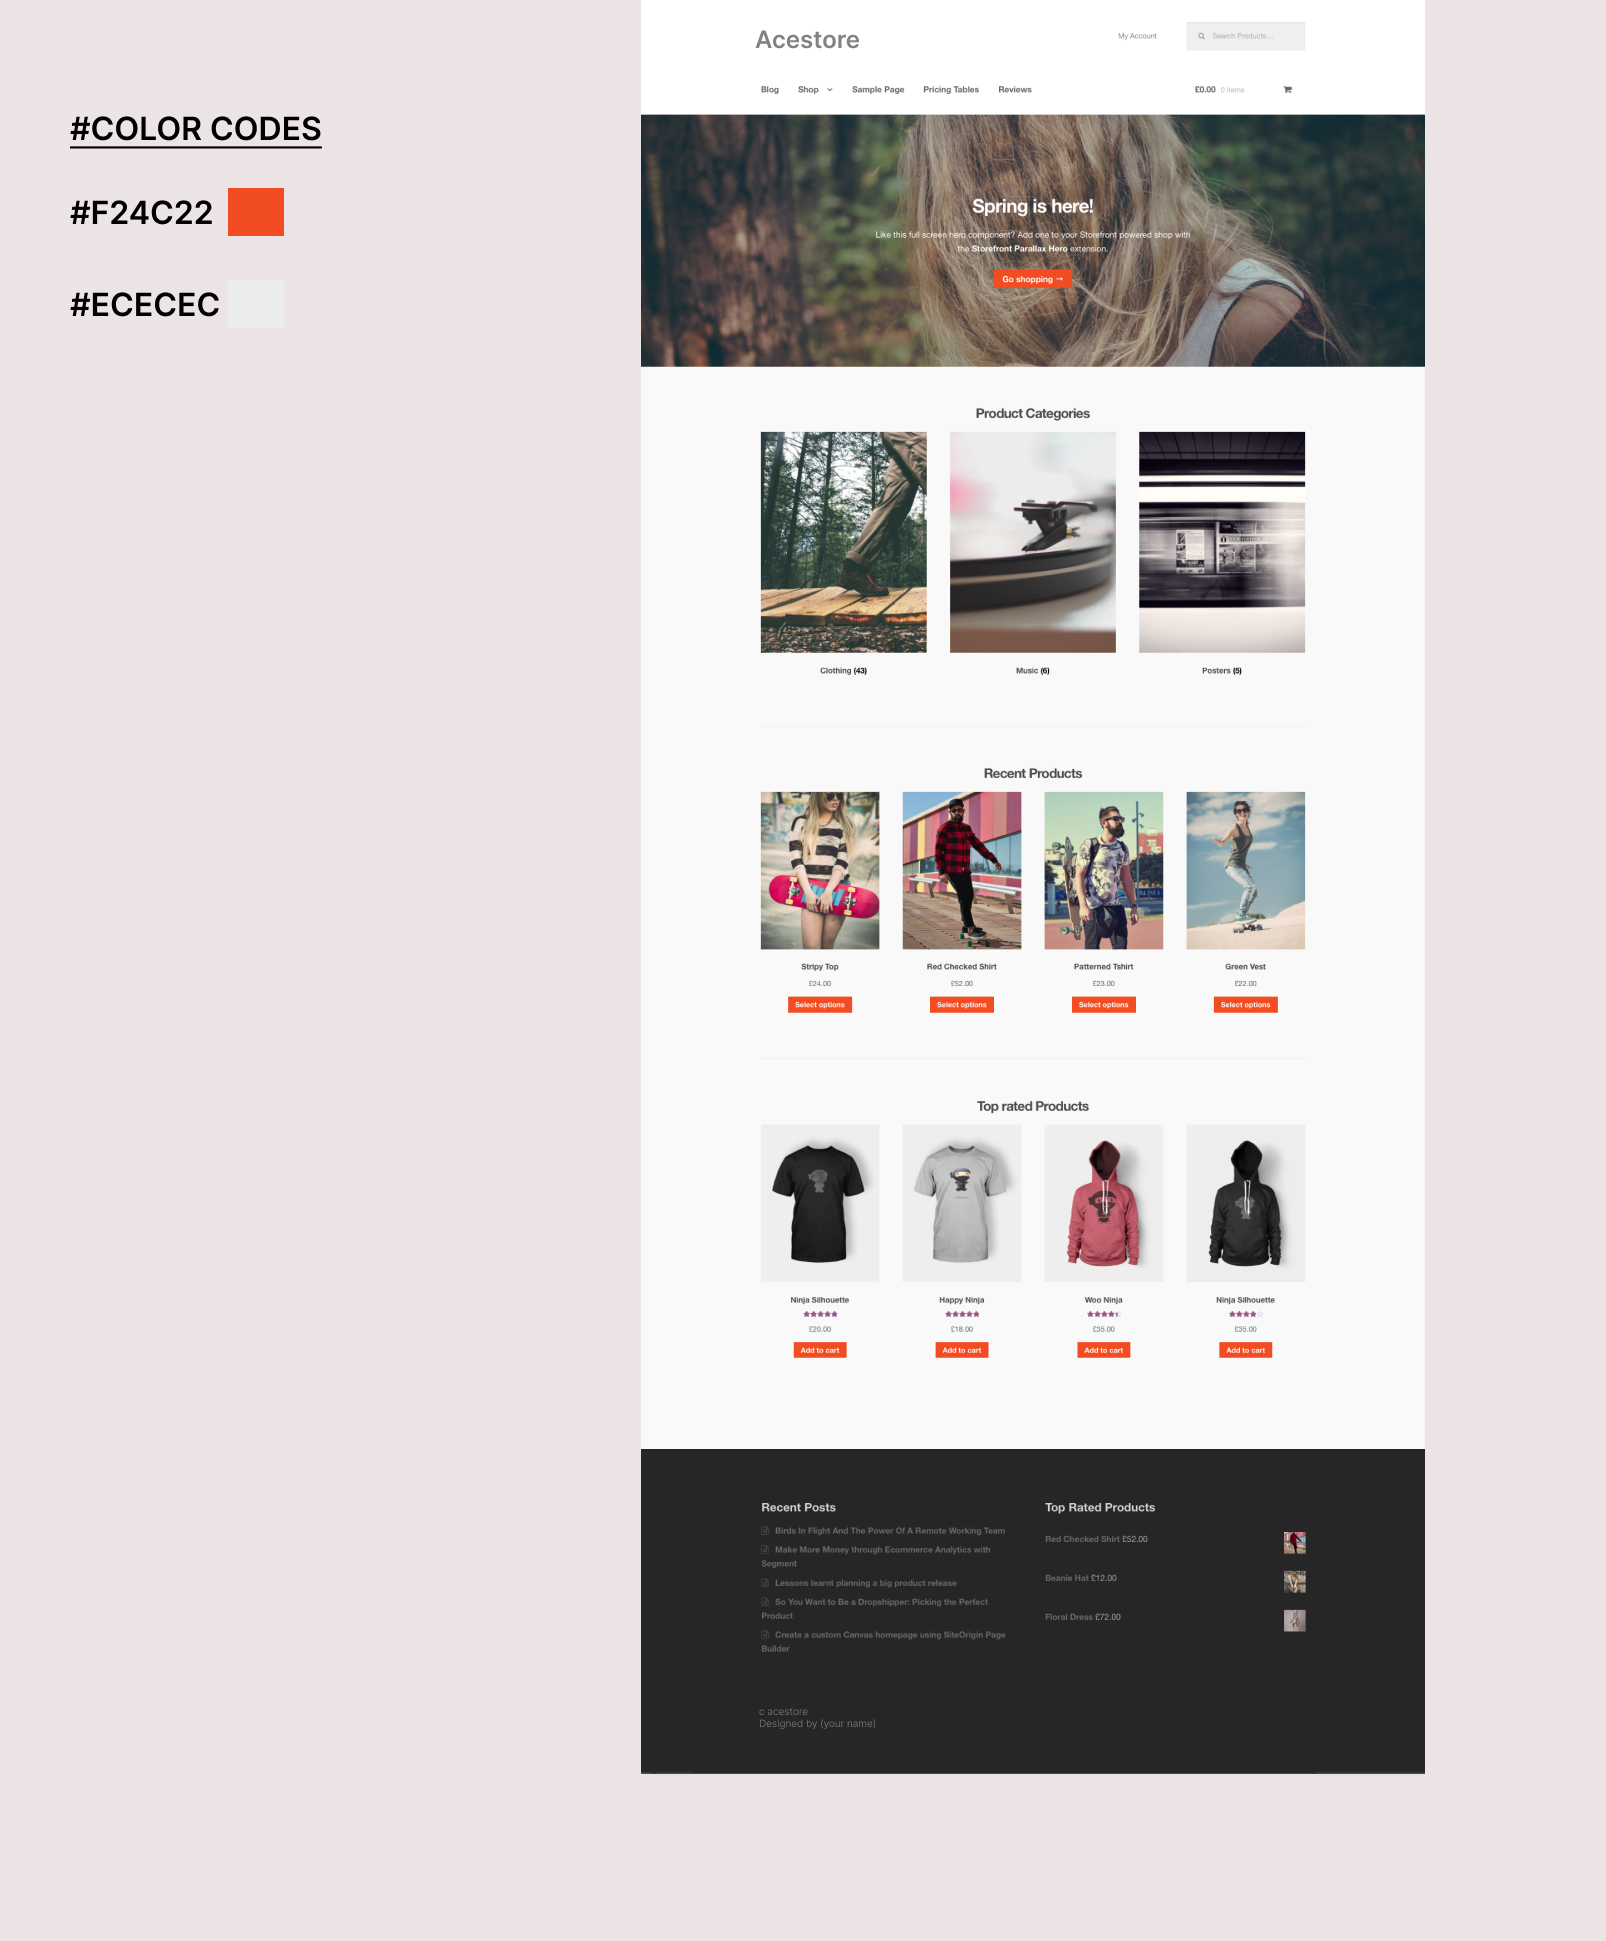 #COLOR CODES
#F24C22
#ECECEC
Acestore
My Account
Search Products...
Blog
Shop
Sample Page
Pricing Tables
Reviews
£0.00 0 items
Spring is here!
Like this full screen hero component? Add one to your Storefront powered shop with
the Storefront Parallax Hero extension.
Go shopping →
Product Categories
Clothing (43)
Music (6)
Posters (5)
Recent Products
Stripy Top
£24.00
Select options
Red Checked Shirt
£52.00
Select options
Patterned Tshirt
£23.00
Select options
Green Vest
£22.00
Select options
Top rated Products
Ninja Silhouette
£20.00
Add to cart
Happy Ninja
£18.00
Add to cart
Woo Ninja
£35.00
Add to cart
Ninja Silhouette
£35.00
Add to cart
Recent Posts
Birds In Flight And The Power Of A Remote Working Team
Make More Money through Ecommerce Analytics with
Segment
Lessons learnt planning a big product release
So You Want to Be a Dropshipper: Picking the Perfect
Product
Create a custom Canvas homepage using SiteOrigin Page
Builder
Top Rated Products
Red Checked Shirt £52.00
Beanie Hat £12.00
Floral Dress £72.00
c acestore
Designed by (your name)